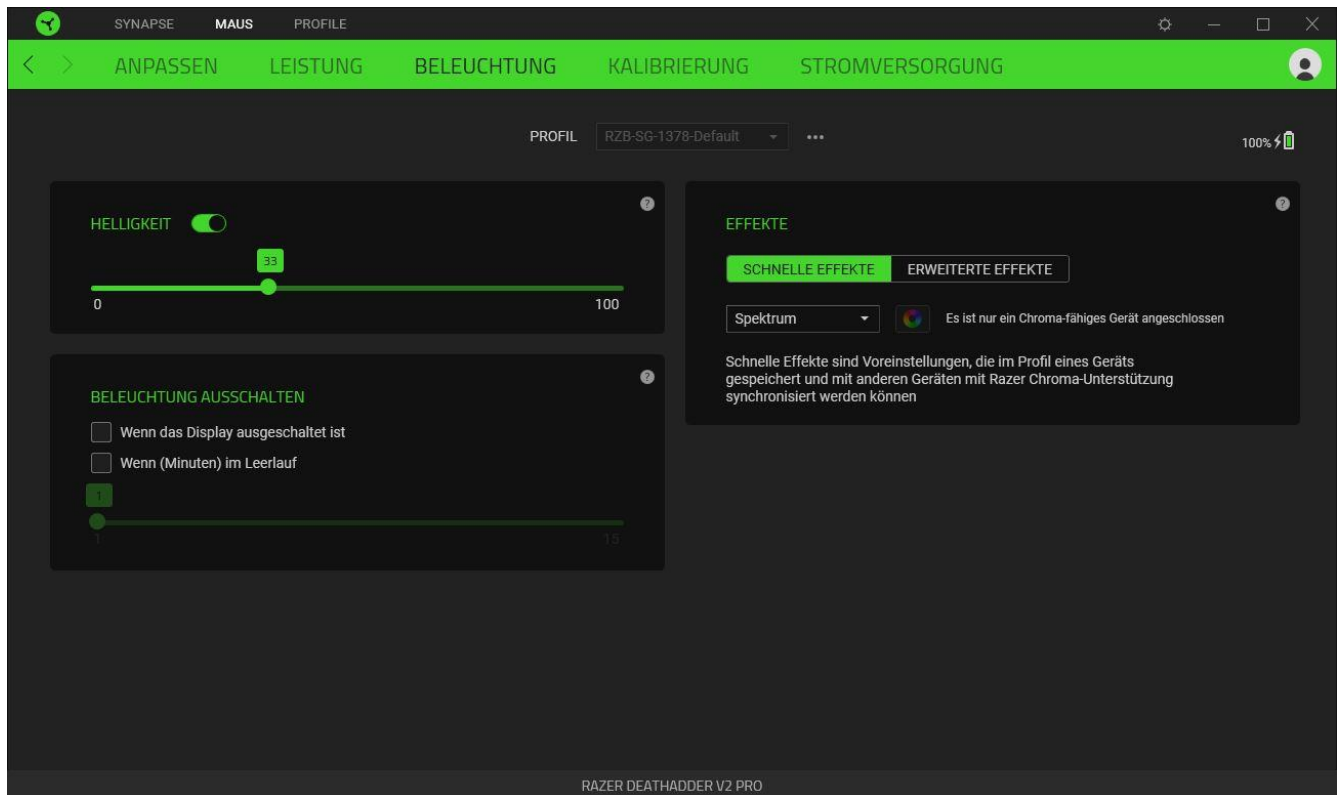 SYNAPSE MAUS PROFILE
ANPASSEN LEISTUNG BELEUCHTUNG KALIBRIERUNG STROMVERSORGUNG
PROFIL RZB-SG-1378-Default
100%
HELLIGKEIT
33
0 100
BELEUCHTUNG AUSSCHALTEN
Wenn das Display ausgeschaltet ist
Wenn (Minuten) im Leerlauf
1
1 15
EFFEKTE
SCHNELLE EFFEKTE ERWEITERTE EFFEKTE
Spektrum Es ist nur ein Chroma-fähiges Gerät angeschlossen
Schnelle Effekte sind Voreinstellungen, die im Profil eines Geräts
gespeichert und mit anderen Geräten mit Razer Chroma-Unterstützung
synchronisiert werden können
RAZER DEATHADDER V2 PRO